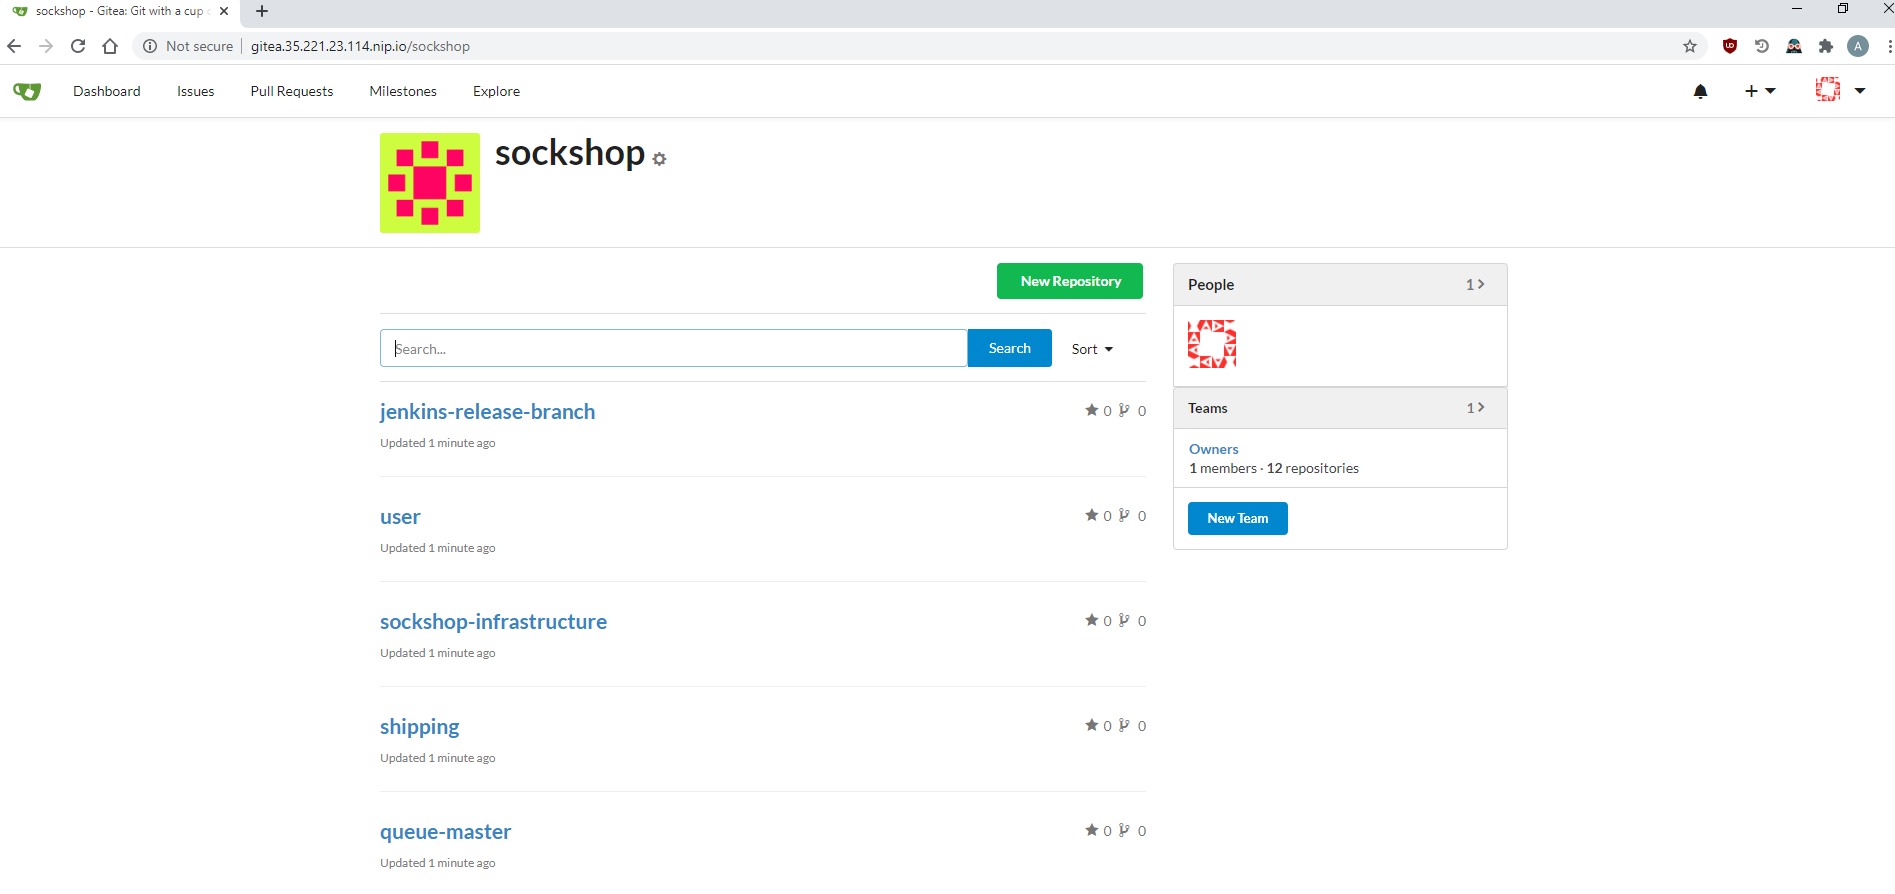 sockshop - Gitea: Git with a cup
Not secure gitea.35.221.23.114.nip.io/sockshop
A
Dashboard Issues Pull Requests Milestones Explore
sockshop
New Repository
Search... Search Sort
jenkins-release-branch 0 0
Updated 1 minute ago
user 0 0
Updated 1 minute ago
sockshop-infrastructure 0 0
Updated 1 minute ago
shipping 0 0
Updated 1 minute ago
queue-master 0 0
Updated 1 minute ago
People 1
Teams 1
Owners
1 members · 12 repositories
New Team